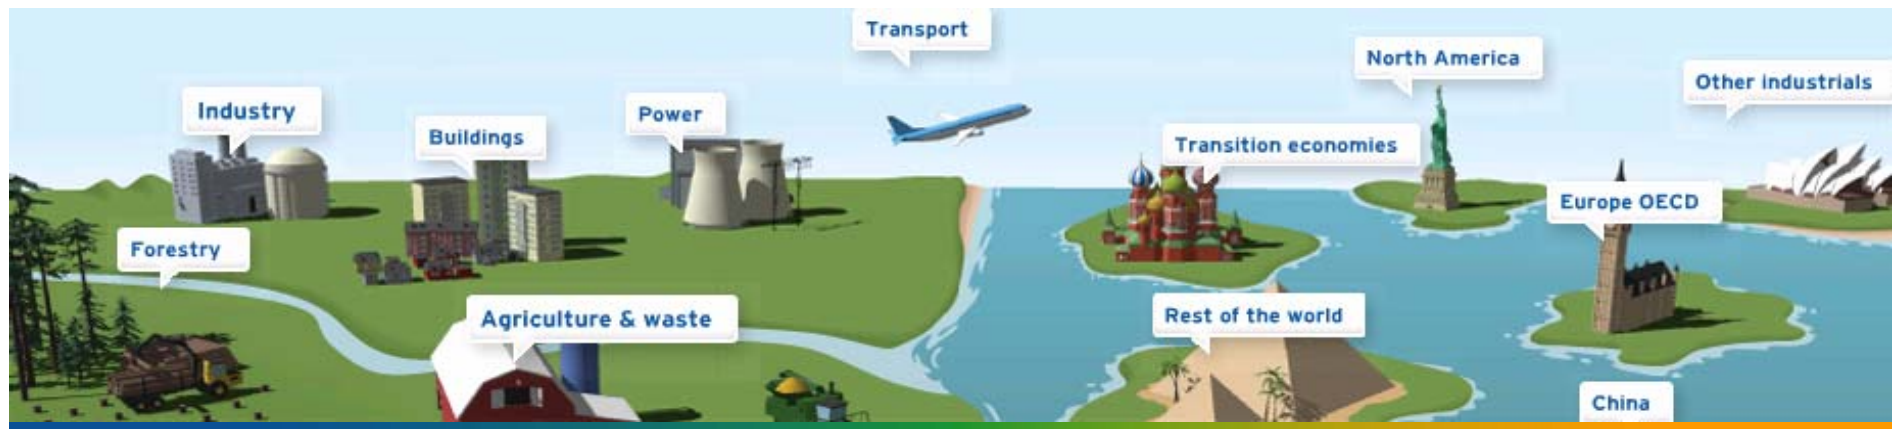 Transport
North America
Other industrials
Industry
Power
Buildings
Transition economies
Europe OECD
Forestry
Agriculture & waste
Rest of the world
China